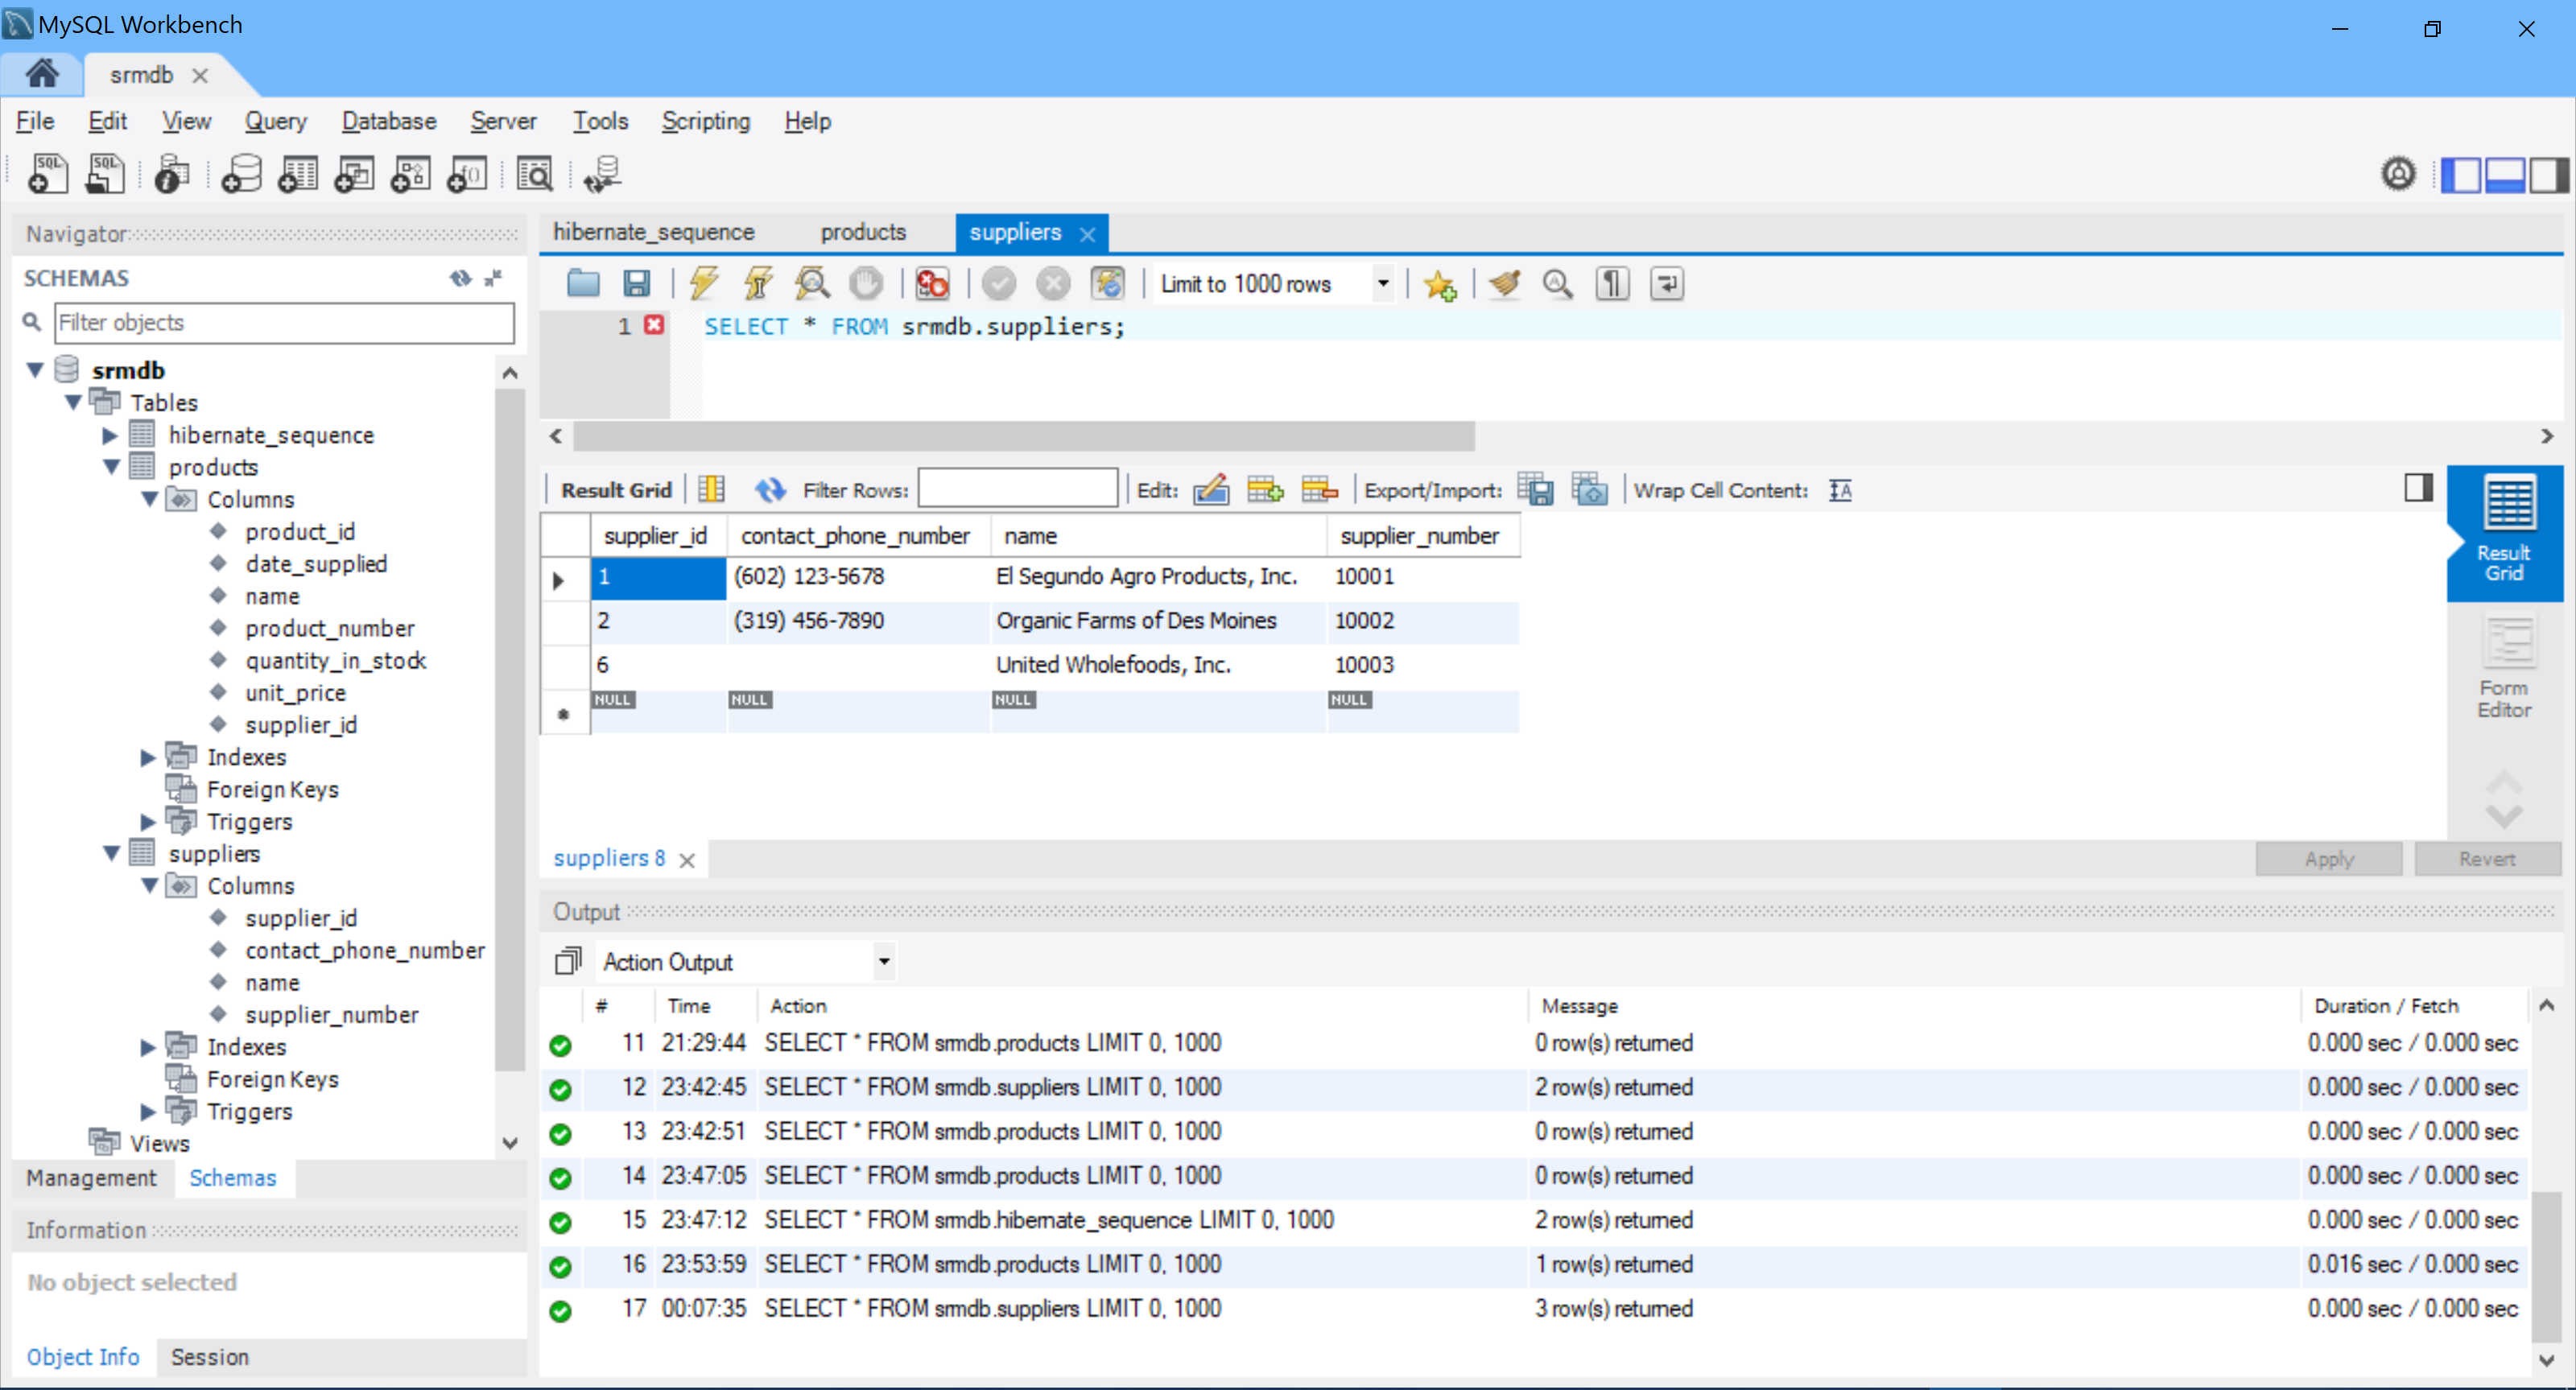 MySQL Workbench
srmdb
File Edit View Query Database Server Tools Scripting Help
Navigator
SCHEMAS
Filter objects
srmdb
Tables
hibernate_sequence
products
Columns
product_id
date_supplied
name
product_number
quantity_in_stock
unit_price
supplier_id
Indexes
Foreign Keys
Triggers
suppliers
Columns
supplier_id
contact_phone_number
name
supplier_number
Indexes
Foreign Keys
Triggers
Views
Management Schemas
Information
No object selected
Object Info Session
hibernate_sequence products suppliers
Limit to 1000 rows
1 SELECT * FROM srmdb.suppliers;
Result Grid Filter Rows: Edit: Export/Import: Wrap Cell Content:
supplier_id contact_phone_number name supplier_number
1 (602) 123-5678 El Segundo Agro Products, Inc. 10001
2 (319) 456-7890 Organic Farms of Des Moines 10002
6 United Wholefoods, Inc. 10003
NULL NULL NULL NULL
Result
Grid
Form
Editor
suppliers 8
Apply Revert
Output
Action Output
# Time Action Message Duration / Fetch
11 21:29:44 SELECT * FROM srmdb.products LIMIT 0, 1000 0 row(s) returned 0.000 sec / 0.000 sec
12 23:42:45 SELECT * FROM srmdb.suppliers LIMIT 0, 1000 2 row(s) returned 0.000 sec / 0.000 sec
13 23:42:51 SELECT * FROM srmdb.products LIMIT 0, 1000 0 row(s) returned 0.000 sec / 0.000 sec
14 23:47:05 SELECT * FROM srmdb.products LIMIT 0, 1000 0 row(s) returned 0.000 sec / 0.000 sec
15 23:47:12 SELECT * FROM srmdb.hibernate_sequence LIMIT 0, 1000 2 row(s) returned 0.000 sec / 0.000 sec
16 23:53:59 SELECT * FROM srmdb.products LIMIT 0, 1000 1 row(s) returned 0.016 sec / 0.000 sec
17 00:07:35 SELECT * FROM srmdb.suppliers LIMIT 0, 1000 3 row(s) returned 0.000 sec / 0.000 sec